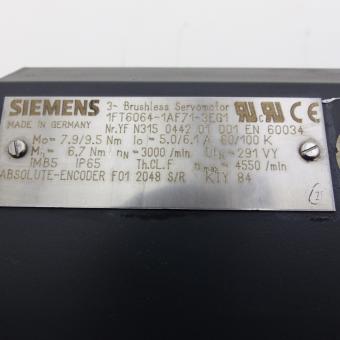 SIEMENS 3~ Brushless Servomotor
MADE IN GERMANY 1FT6064-1AF71-3EG1
Nr.YF N315 0442 01 001 EN 60034
Mo= 7.9/9.5 Nm Io = 5.0/6.1 A 60/100 K
MN= 6.7 Nm nN= 3000 /min UIN= 291 VY
IMB5 IP65 Th.CL.F nmax= 4550 /min
ABSOLUTE-ENCODER F01 2048 S/R KTY 84